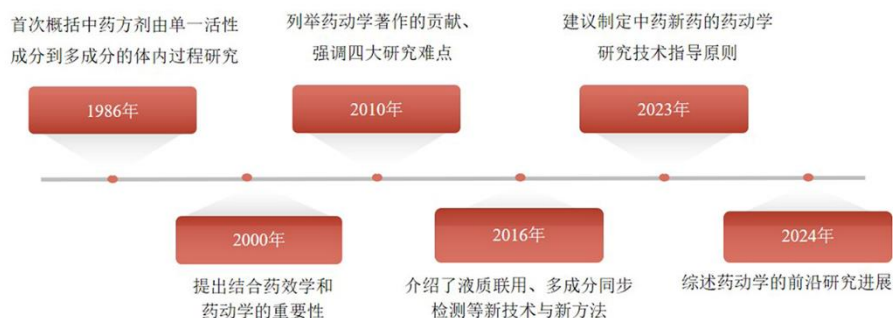 首次概括中药方剂由单一活性
成分到多成分的体内过程研究
1986年
列举药动学著作的贡献、
强调四大研究难点
2010年
建议制定中药新药的药动学
研究技术指导原则
2023年
2000年
提出结合药效学和
药动学的重要性
2016年
介绍了液质联用、多成分同步
检测等新技术与新方法
2024年
综述药动学的前沿研究进展